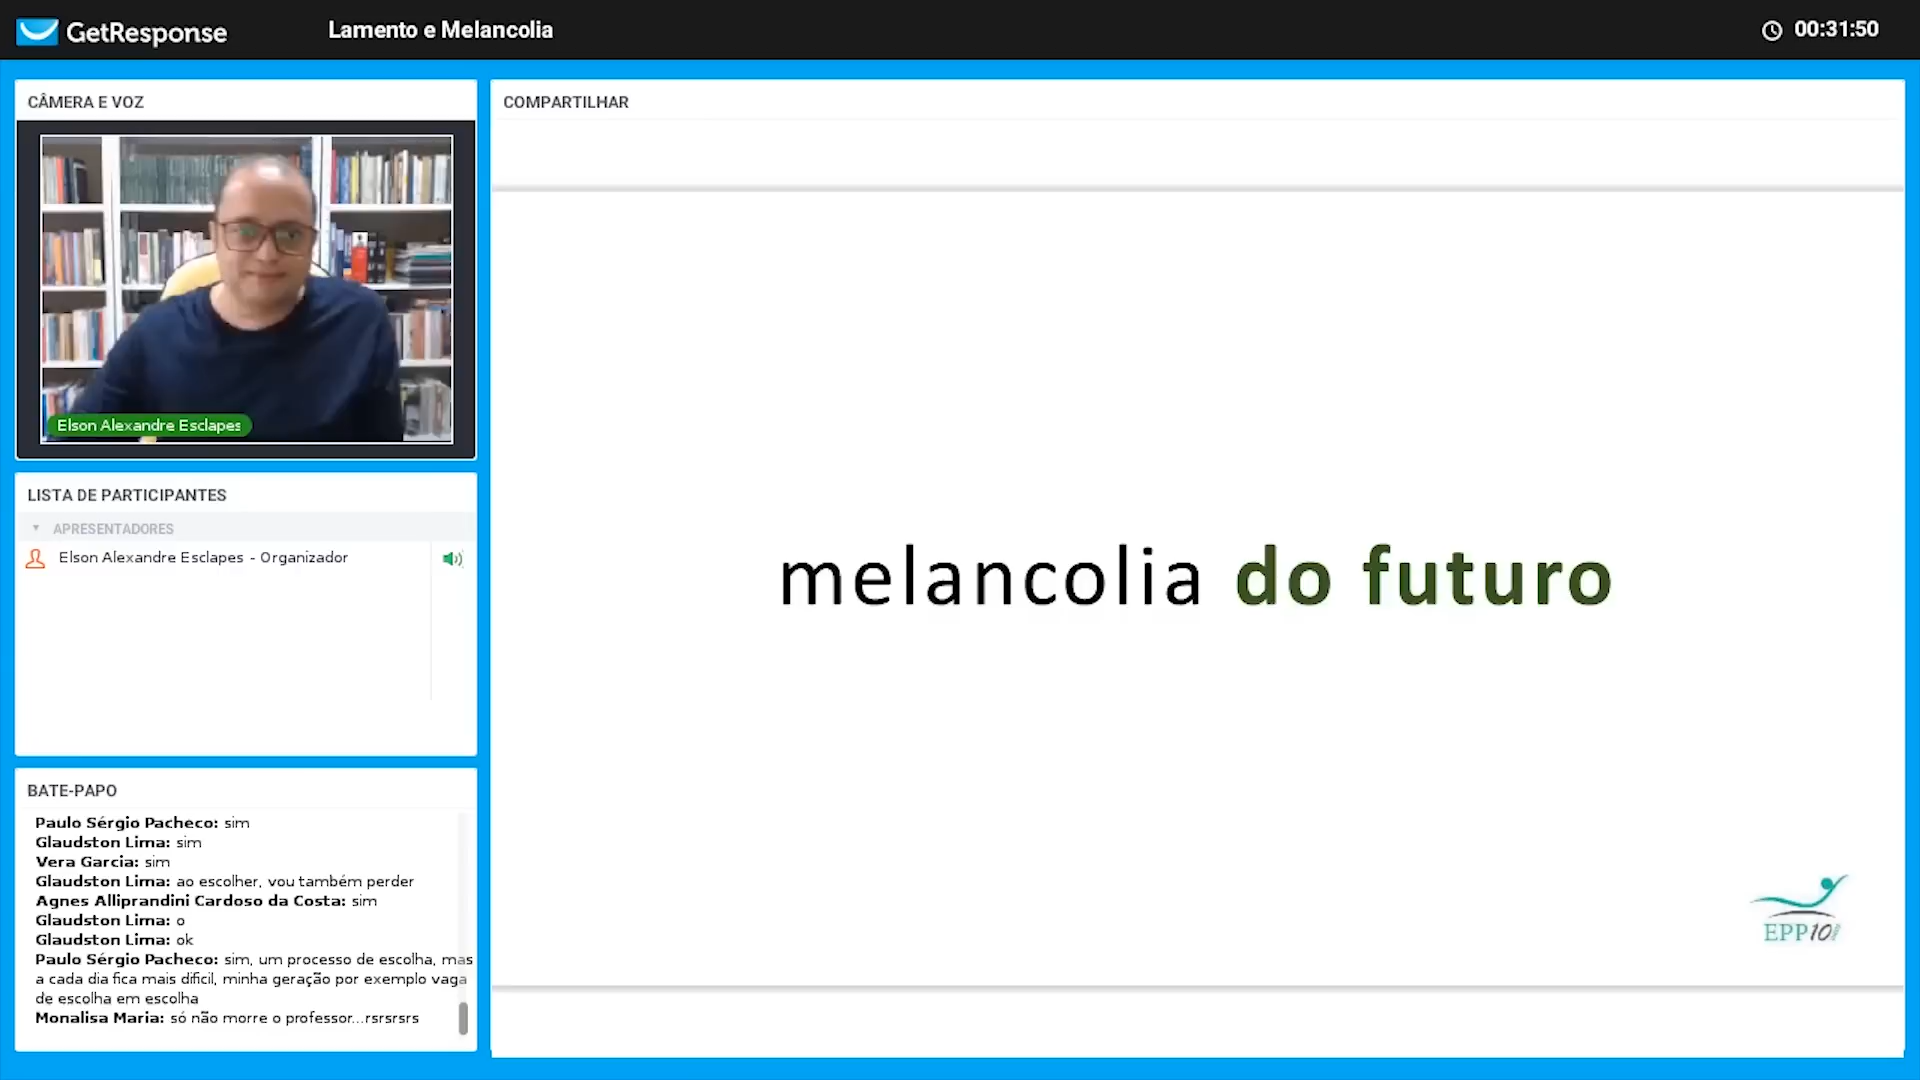 GetResponse
Lamento e Melancolia
00:31:50
CÂMERA E VOZ
Elson Alexandre Esclapes
LISTA DE PARTICIPANTES
APRESENTADORES
Elson Alexandre Esclapes - Organizador
BATE-PAPO
Paulo Sérgio Pacheco: sim
Glaudston Lima: sim
Vera Garcia: sim
Glaudston Lima: ao escolher, vou também perder
Agnes Alliprandini Cardoso da Costa: sim
Glaudston Lima: o
Glaudston Lima: ok
Paulo Sérgio Pacheco: sim, um processo de escolha, mas
a cada dia fica mais dificil, minha geração por exemplo vaga
de escolha em escolha
Monalisa Maria: só não morre o professor...rsrsrsrs
COMPARTILHAR
melancolia do futuro
EPP10